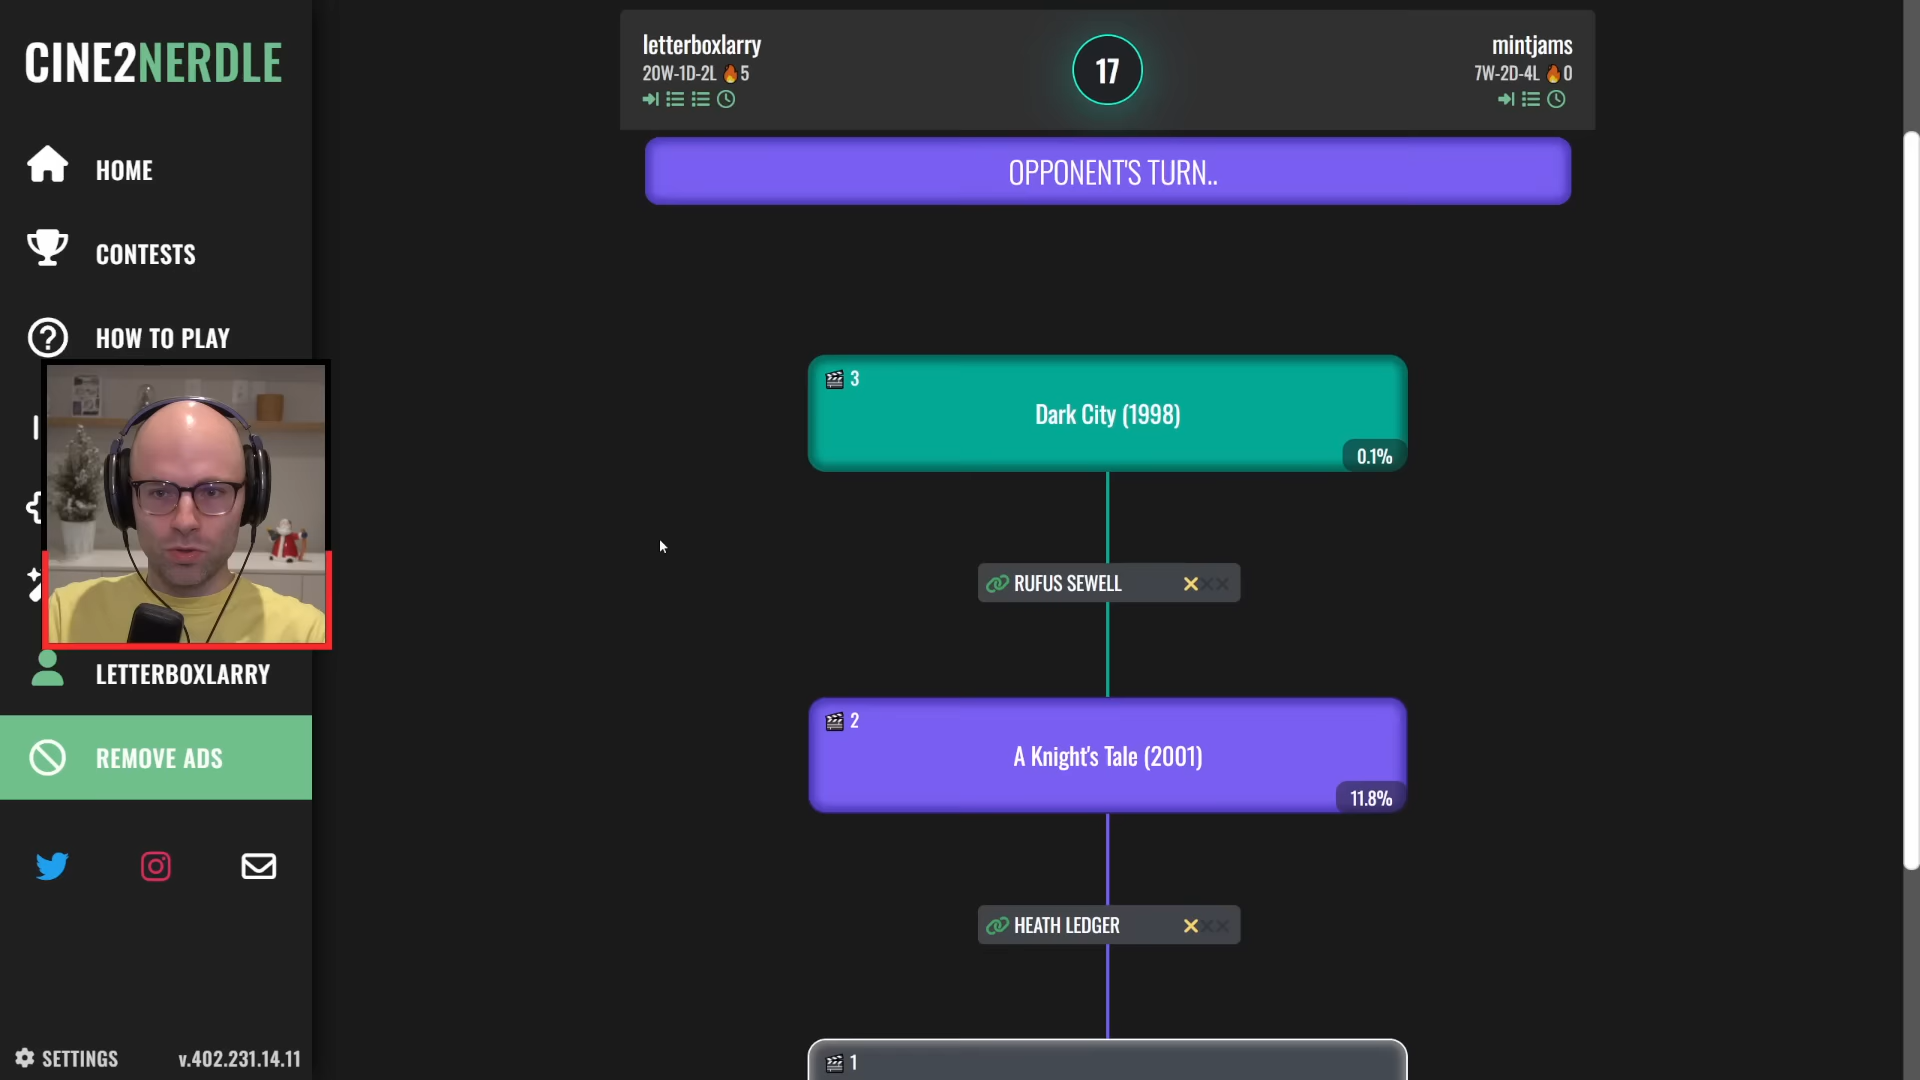 CINE2NERDLE
HOME
CONTESTS
HOW TO PLAY
LETTERBOXLARRY
REMOVE ADS
SETTINGS
v.402.231.14.11
letterboxlarry
20W-1D-2L 🔥5
17
mintjams
7W-2D-4L 🔥0
OPPONENT'S TURN..
3
Dark City (1998)
0.1%
RUFUS SEWELL
2
A Knight's Tale (2001)
11.8%
HEATH LEDGER
1